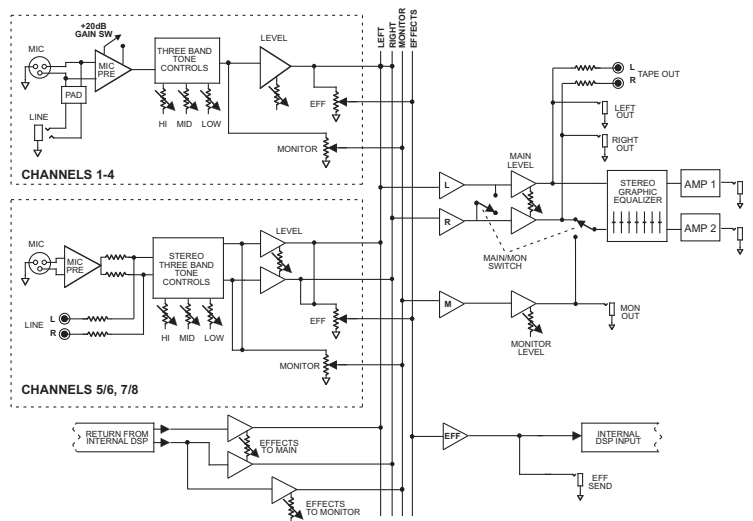 +20dB
GAIN SW
MIC
MIC
PRE
PAD
LINE
THREE BAND
TONE
CONTROLS
HI MID LOW
LEVEL
EFF
MONITOR
CHANNELS 1-4
LEFT
RIGHT
MONITOR
EFFECTS
L
R
TAPE OUT
LEFT
OUT
RIGHT
OUT
MAIN
LEVEL
L
R
STEREO
GRAPHIC
EQUALIZER
AMP 1
AMP 2
MAIN/MON
SWITCH
M
MONITOR
LEVEL
MON
OUT
MIC
MIC
PRE
LINE
L
R
STEREO
THREE BAND
TONE
CONTROLS
HI MID LOW
LEVEL
EFF
MONITOR
CHANNELS 5/6, 7/8
RETURN FROM
INTERNAL DSP
EFFECTS
TO MAIN
EFFECTS
TO MONITOR
EFF
INTERNAL
DSP INPUT
EFF
SEND